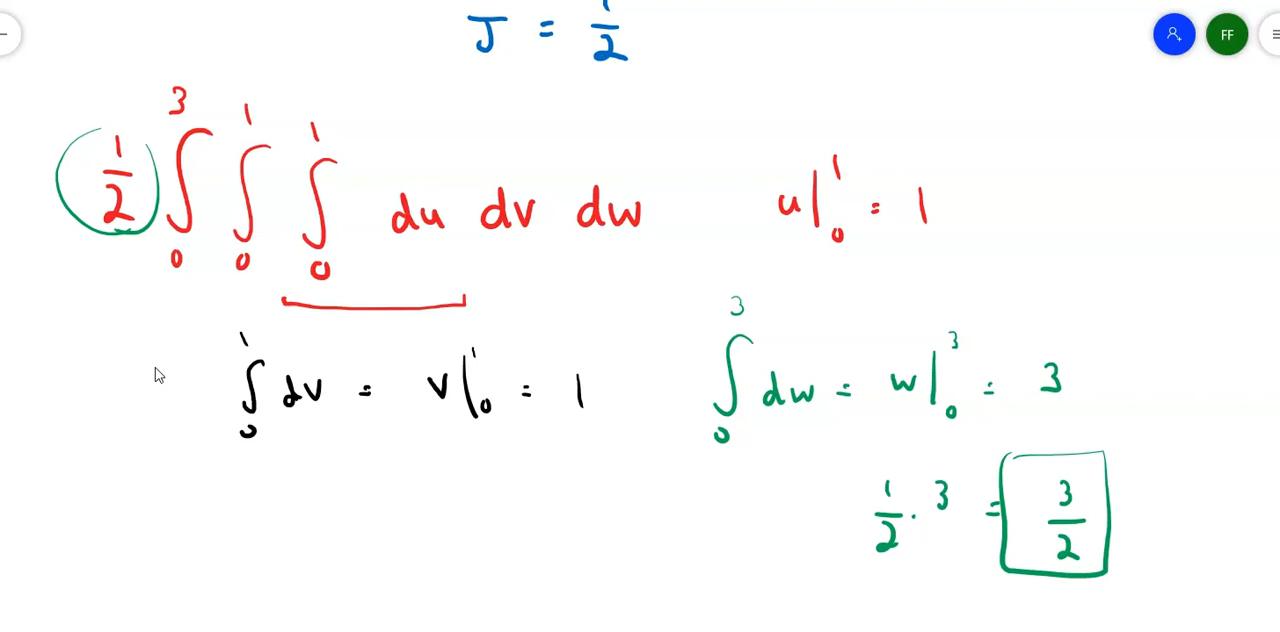 J = 1/2
FF
1/2 ∫₀³ ∫₀¹ ∫₀¹ du dv dw    u|₀¹ = 1
∫₀¹ dv = v|₀¹ = 1    ∫₀³ dw = w|₀³ = 3
1/2 · 3 = 3/2